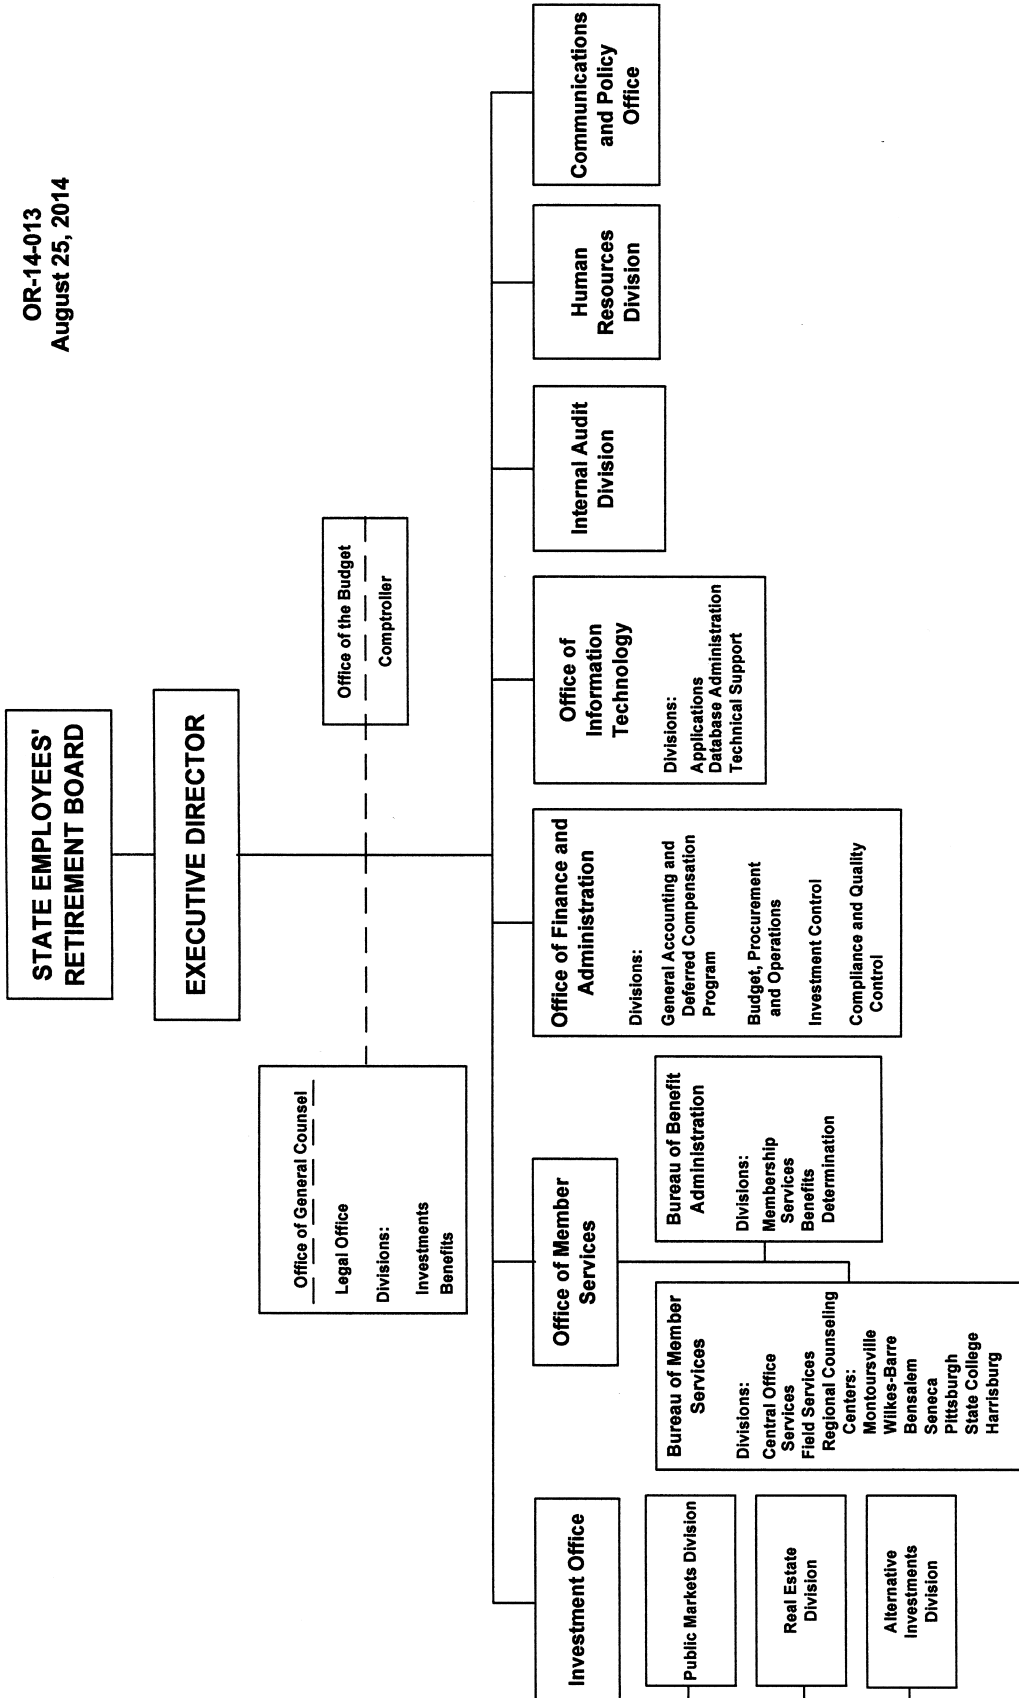 OR-14-013
August 25, 2014
STATE EMPLOYEES'
RETIREMENT BOARD
EXECUTIVE DIRECTOR
Office of General Counsel
Legal Office
Divisions:
Investments
Benefits
Office of the Budget
Comptroller
Investment Office
Public Markets Division
Real Estate
Division
Alternative
Investments
Division
Office of Member
Services
Bureau of Member
Services
Divisions:
Central Office
Services
Field Services
Regional Counseling
Centers:
Montoursville
Wilkes-Barre
Bensalem
Seneca
Pittsburgh
State College
Harrisburg
Bureau of Benefit
Administration
Divisions:
Membership
Services
Benefits
Determination
Office of Finance and
Administration
Divisions:
General Accounting and
Deferred Compensation
Program
Budget, Procurement
and Operations
Investment Control
Compliance and Quality
Control
Office of
Information
Technology
Divisions:
Applications
Database Administration
Technical Support
Internal Audit
Division
Human
Resources
Division
Communications
and Policy
Office